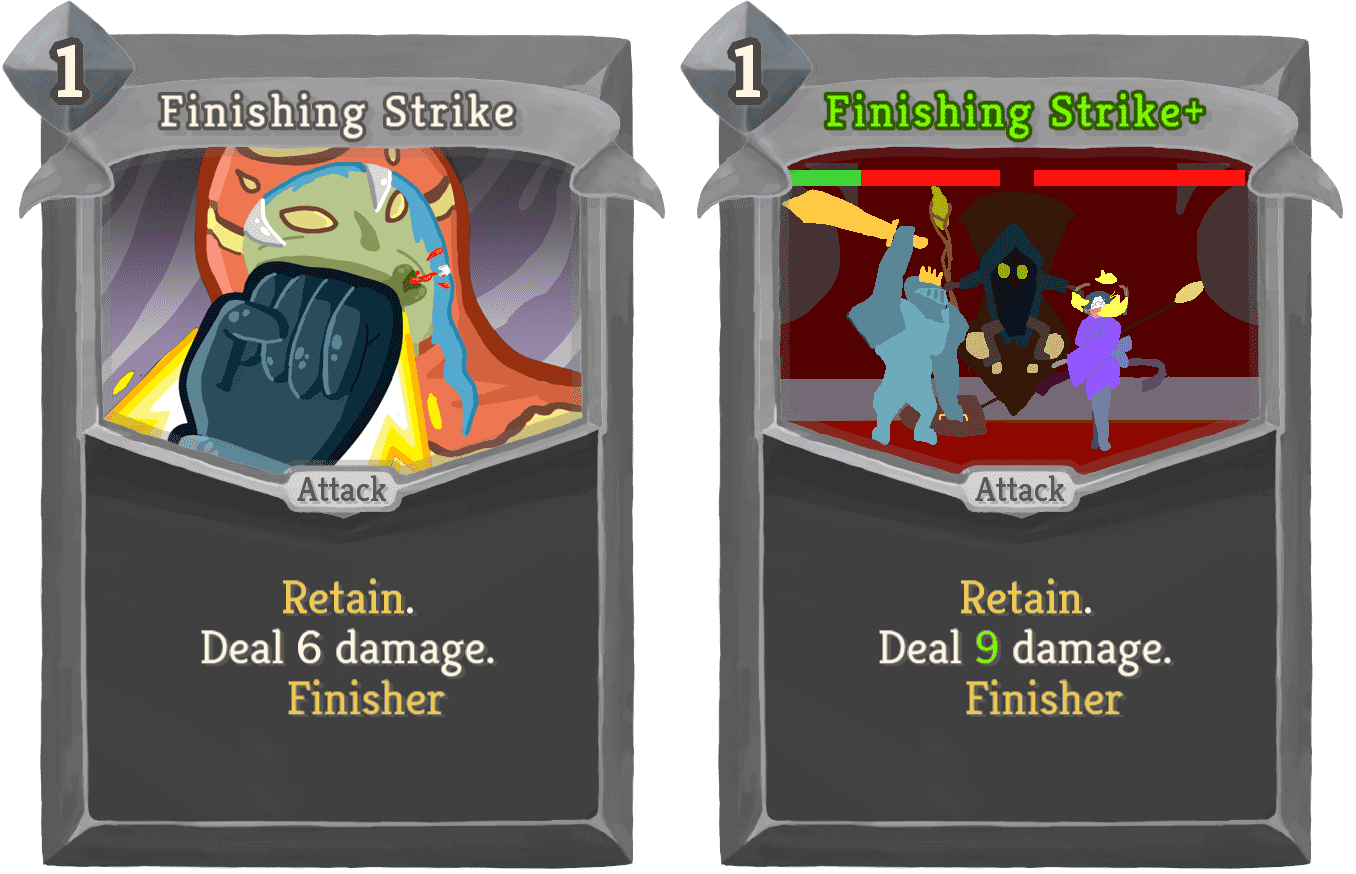 1
Finishing Strike
Attack
Retain.
Deal 6 damage.
Finisher
1
Finishing Strike+
Attack
Retain.
Deal 9 damage.
Finisher